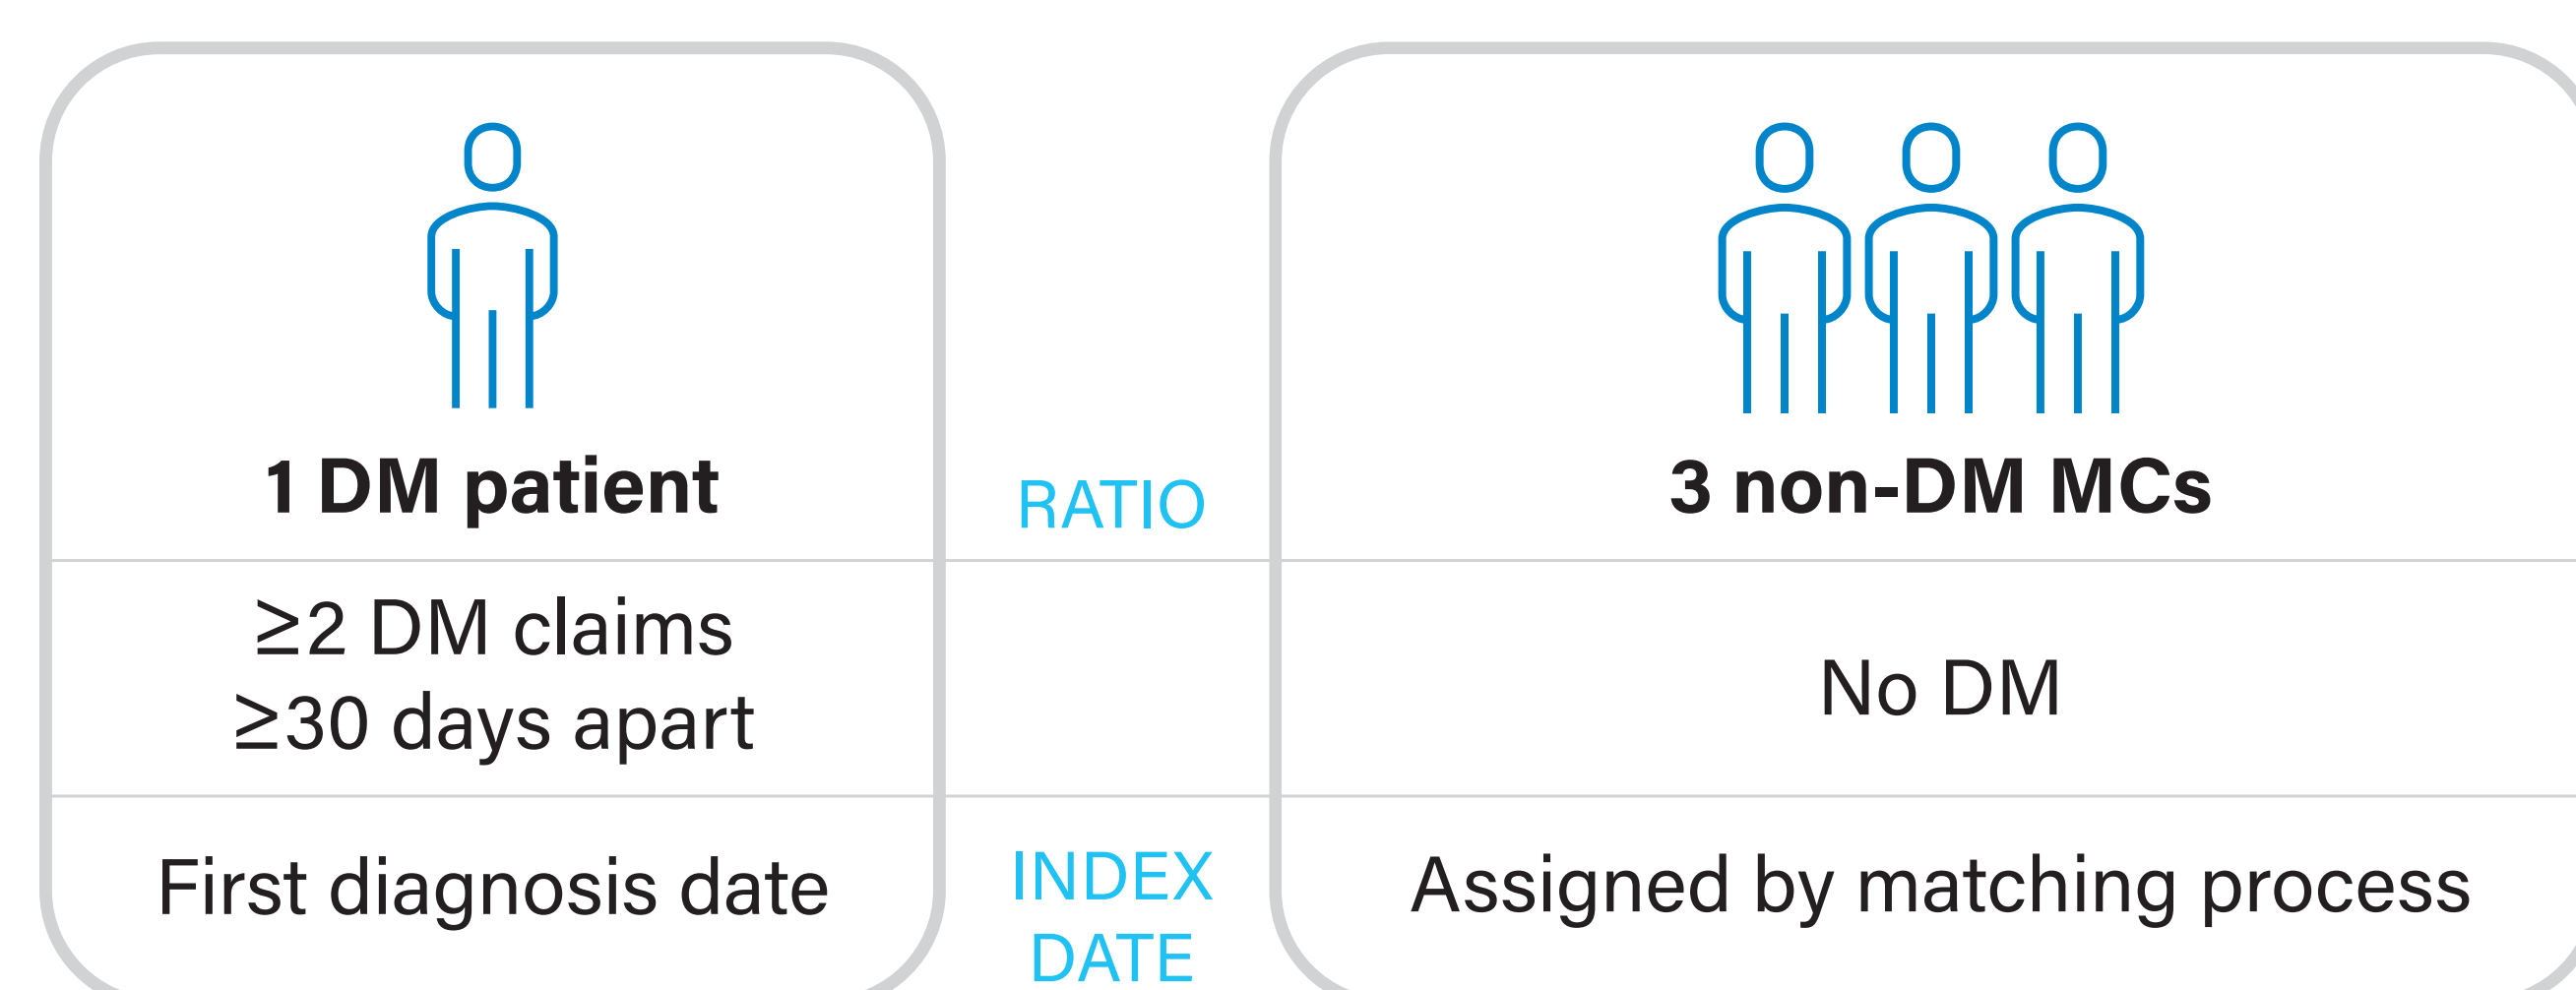 1 DM patient
RATIO
3 non-DM MCs
≥2 DM claims
≥30 days apart
No DM
First diagnosis date
INDEX
DATE
Assigned by matching process